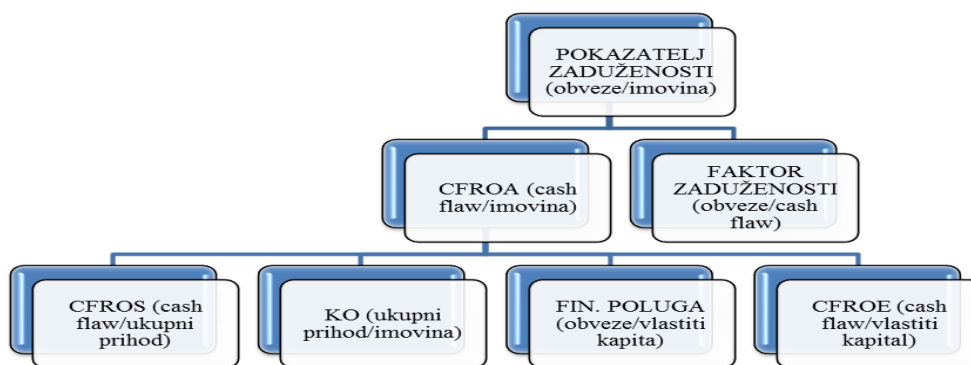 POKAZATELJ
ZADUŽENOSTI
(obveze/imovina)
CFROA (cash
flaw/imovina)
FAKTOR
ZADUŽENOSTI
(obveze/cash
flaw)
CFROS (cash
flaw/ukupni
prihod)
KO (ukupni
prihod/imovina)
FIN. POLUGA
(obveze/vlastiti
kapita)
CFROE (cash
flaw/vlastiti
kapital)